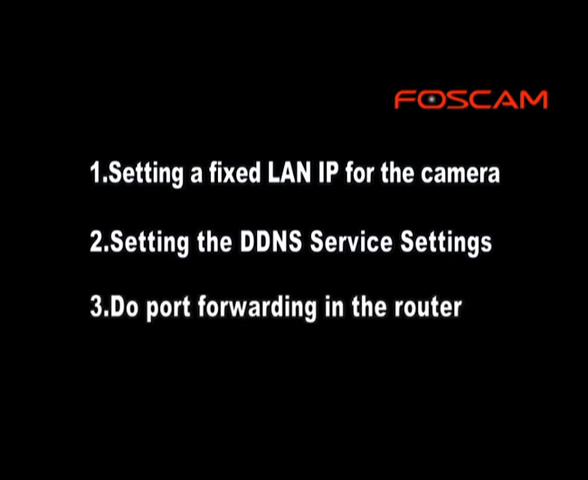 FOSCAM
1.Setting a fixed LAN IP for the camera
2.Setting the DDNS Service Settings
3.Do port forwarding in the router